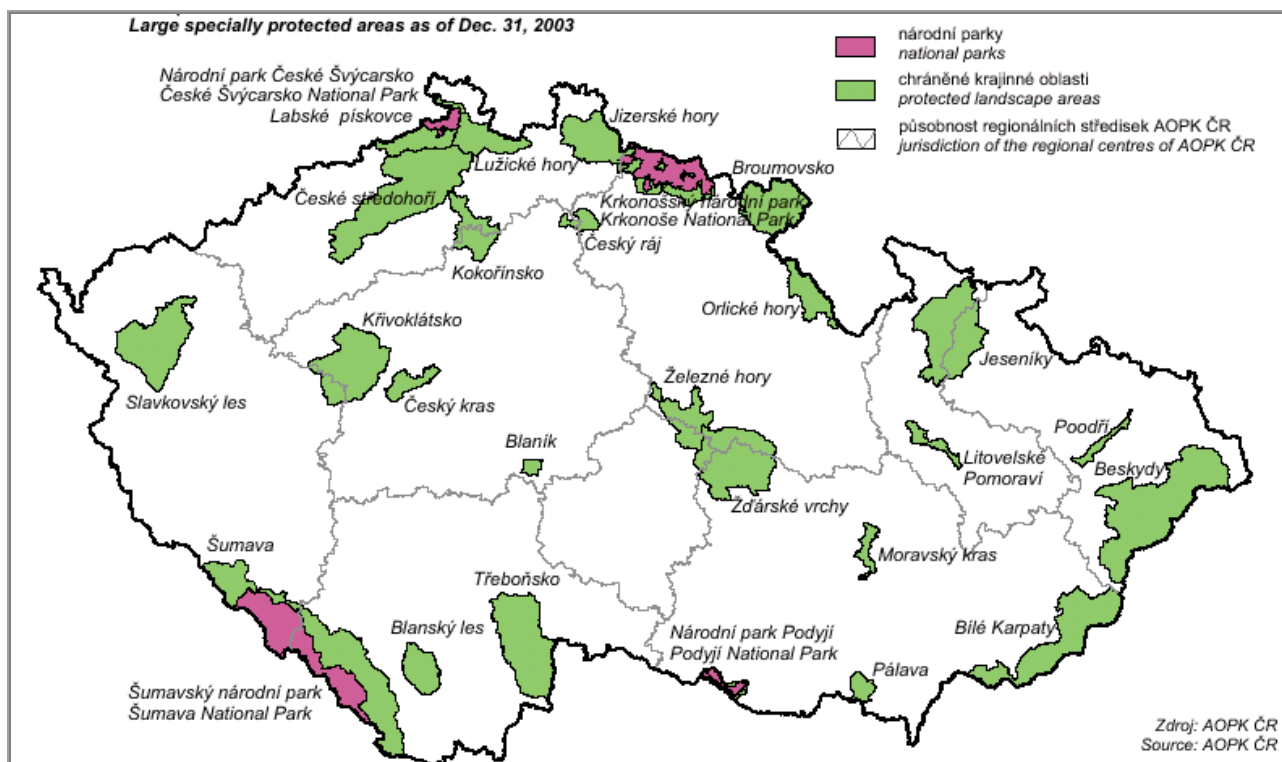 Large specially protected areas as of Dec. 31, 2003
národní parky
national parks
chráněné krajinné oblasti
protected landscape areas
působnost regionálních středisek AOPK ČR
jurisdiction of the regional centres of AOPK ČR
Národní park České Švýcarsko
České Švýcarsko National Park
Labské pískovce
Jizerské hory
Lužické hory
Broumovsko
České středohoří
Krkonošský národní park
Krkonoše National Park
Český ráj
Kokořínsko
Orlické hory
Křivoklátsko
Jeseníky
Železné hory
Slavkovský les
Český kras
Poodří
Blaník
Litovelské
Pomoraví
Beskydy
Žďárské vrchy
Šumava
Moravský kras
Třeboňsko
Blanský les
Národní park Podyjí
Podyjí National Park
Bílé Karpaty
Pálava
Šumavský národní park
Šumava National Park
Zdroj: AOPK ČR
Source: AOPK ČR